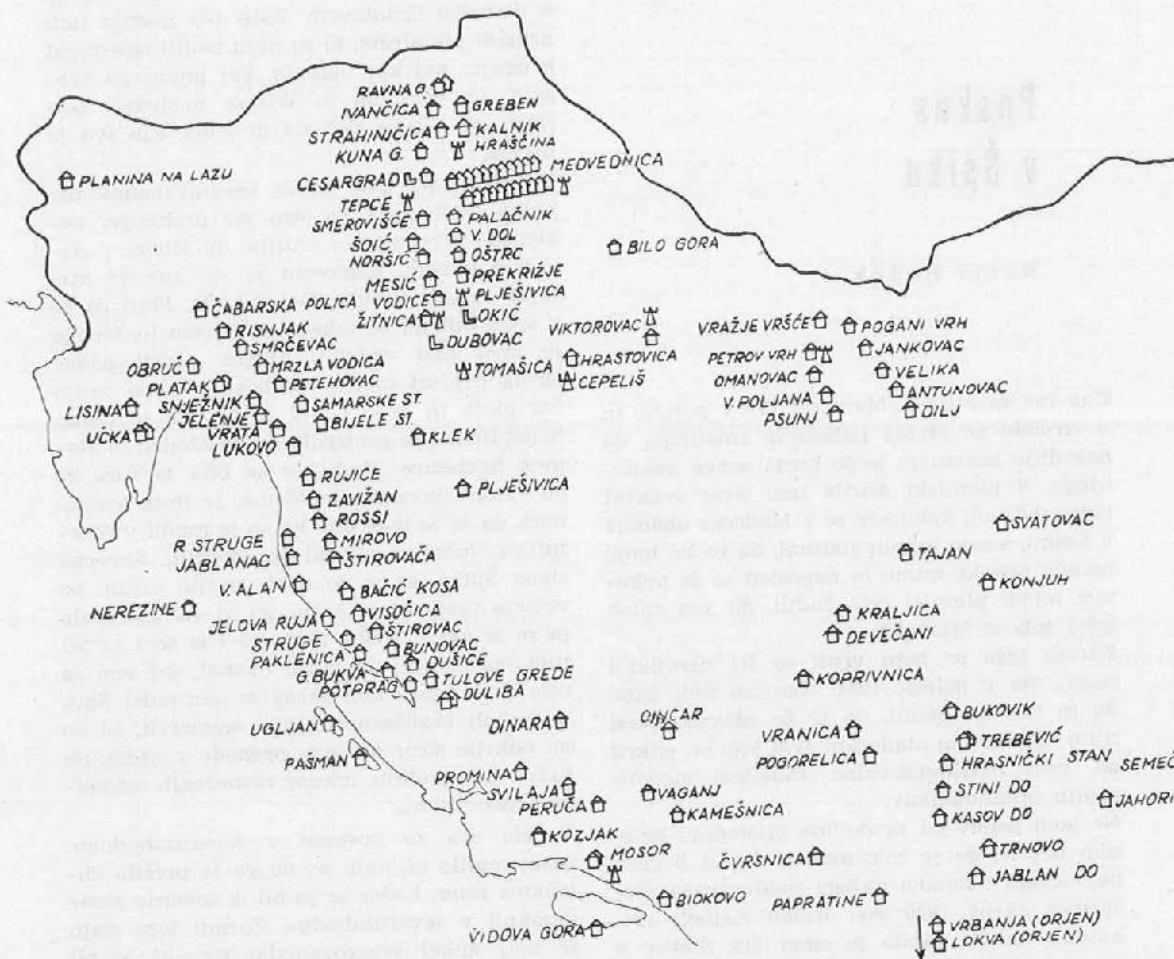 RAVNA G.
IVANČICA
GREBEN
STRAHINIČICA
KALNIK
KUNA G.
HRAŠĆINA
PLANINA NA LAZU
CESARGRAD
MEDVEDNICA
TEPCE
SMEROVIŠĆE
PALAČNIK
ŠOIĆ
V. DOL
NORŠIĆ
OŠTRC
BILO GORA
MESIĆ
PREKRIŽJE
ČABARSKA POLICA
VODICE
PLJEŠIVICA
ŽITNICA
OKIĆ
RISNJAK
VIKTOROVAC
VRAŽJE VRŠĆE
POGANI VRH
SMRČEVAC
DUBOVAC
JANKOVAC
OBRUČ
MRZLA VODICA
TOMAŠICA
HRASTOVICA
PETROV VRH
VELIKA
PLATAK
PETEHOVAC
CEPELIŠ
OMANOVAC
ANTUNOVAC
SNJEŽNIK
SAMARSKE ST.
V. POLJANA
DILJ
LISINA
JELENJE
BIJELE ST.
PSUNJ
UČKA
VRATA
KLEK
LUKOVO
RUJICE
ZAVIŽAN
PLJEŠIVICA
ROSSI
SVATOVAC
R. STRUGE
MIROVO
TAJAN
JABLANAC
ŠTIROVAČA
KONJUH
V. ALAN
BAČIĆ KOSA
NEREZINE
VISOČICA
KRALJICA
JELOVA RUJA
ŠTIROVAC
DEVEČANI
STRUGE
BUNOVAC
PAKLENICA
DUŠICE
KOPRIVNICA
G. BUKVA
TULOVE GREDE
POTPRAG
DULIBA
BUKOVIK
UGLJAN
DINARA
CINCAR
VRANICA
TREBEVIĆ
PAŠMAN
POGORELICA
HRASNIČKI STAN
SEMEČ
PROMINA
STINI DO
SVILAJA
VAGANJ
JAHORI
PERUČA
KAMEŠNICA
KASOV DO
KOZJAK
TRNOVO
MOSOR
ČVRSNICA
JABLAN DO
BIOKOVO
PAPRATINE
VIDOVA GORA
VRBANJA (ORJEN)
LOKVA (ORJEN)